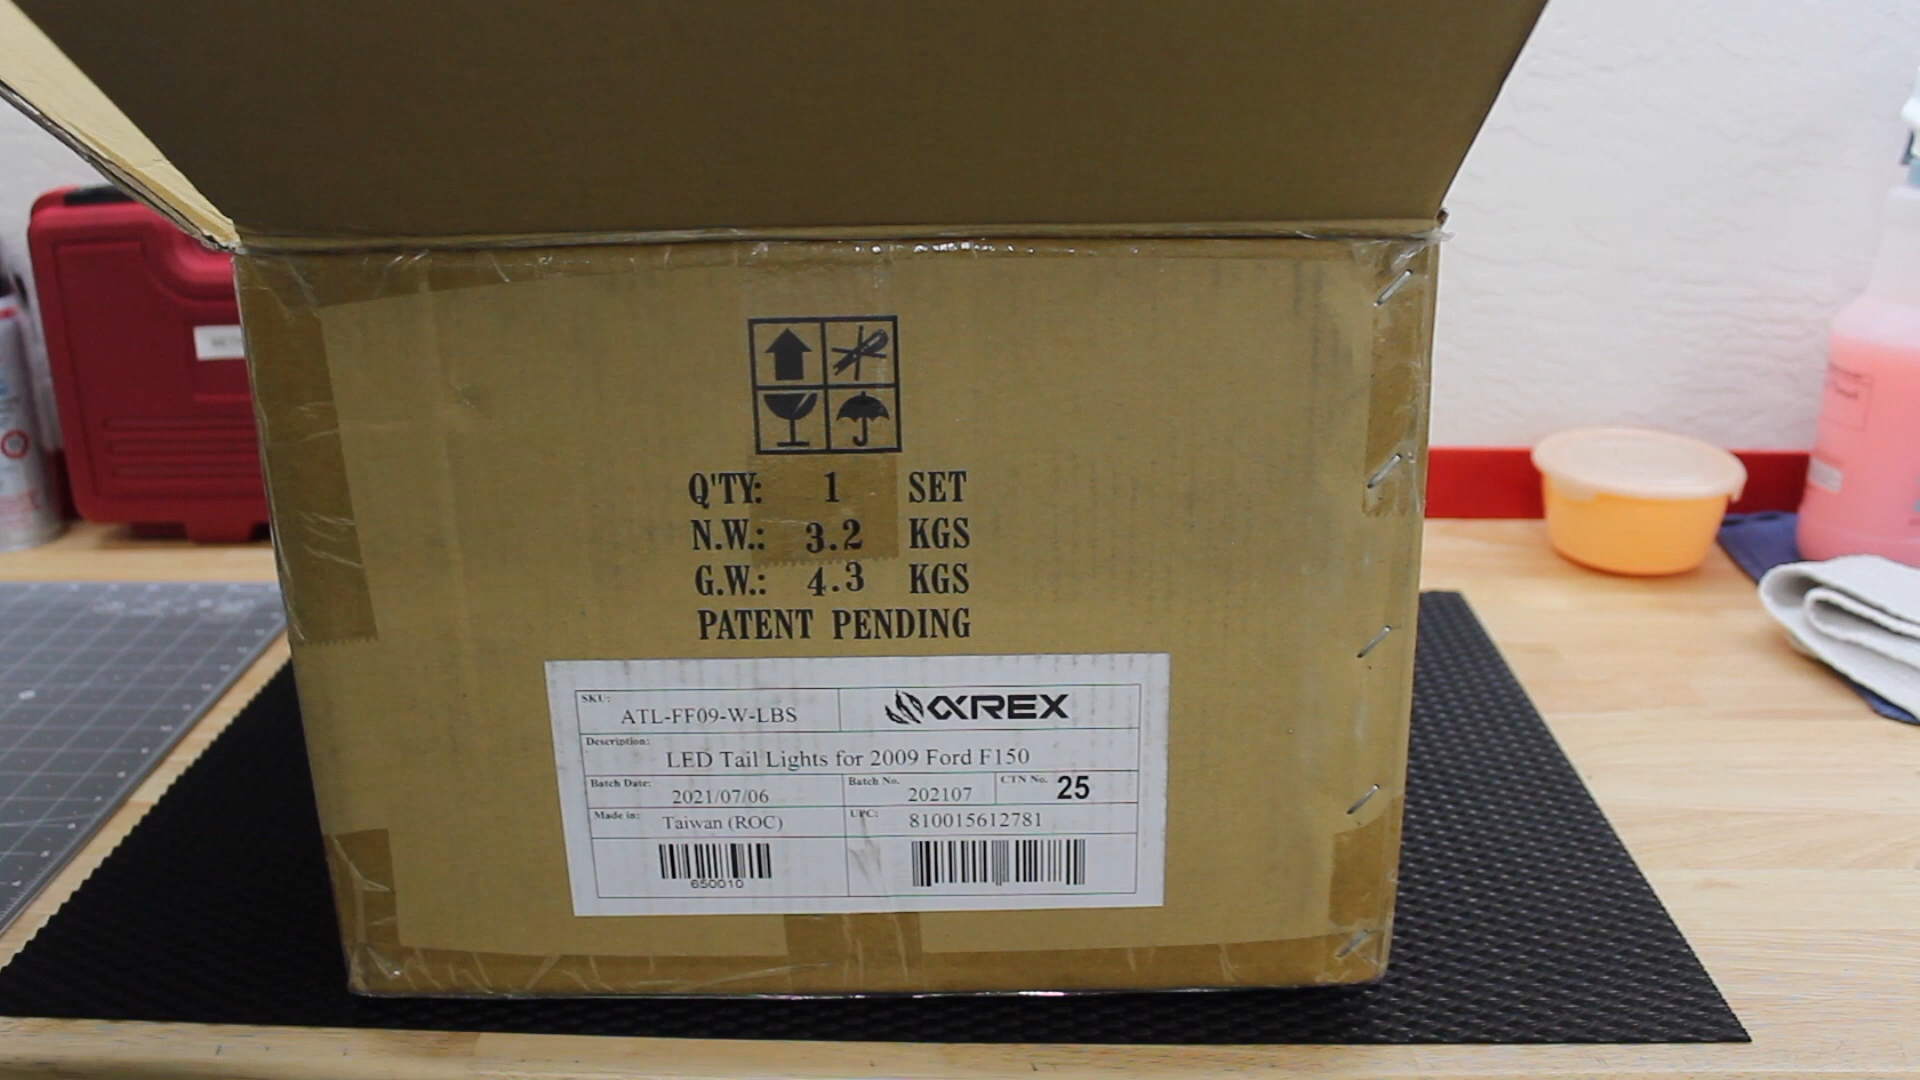 Q'TY: 1 SET
N.W.: 3.2 KGS
G.W.: 4.3 KGS
PATENT PENDING
SKU: ATL-FF09-W-LBS
αREX
Description: LED Tail Lights for 2009 Ford F150
Batch Date: 2021/07/06 Batch No. 202107 CTN No. 25
Made in: Taiwan (ROC) UPC: 810015612781
650010